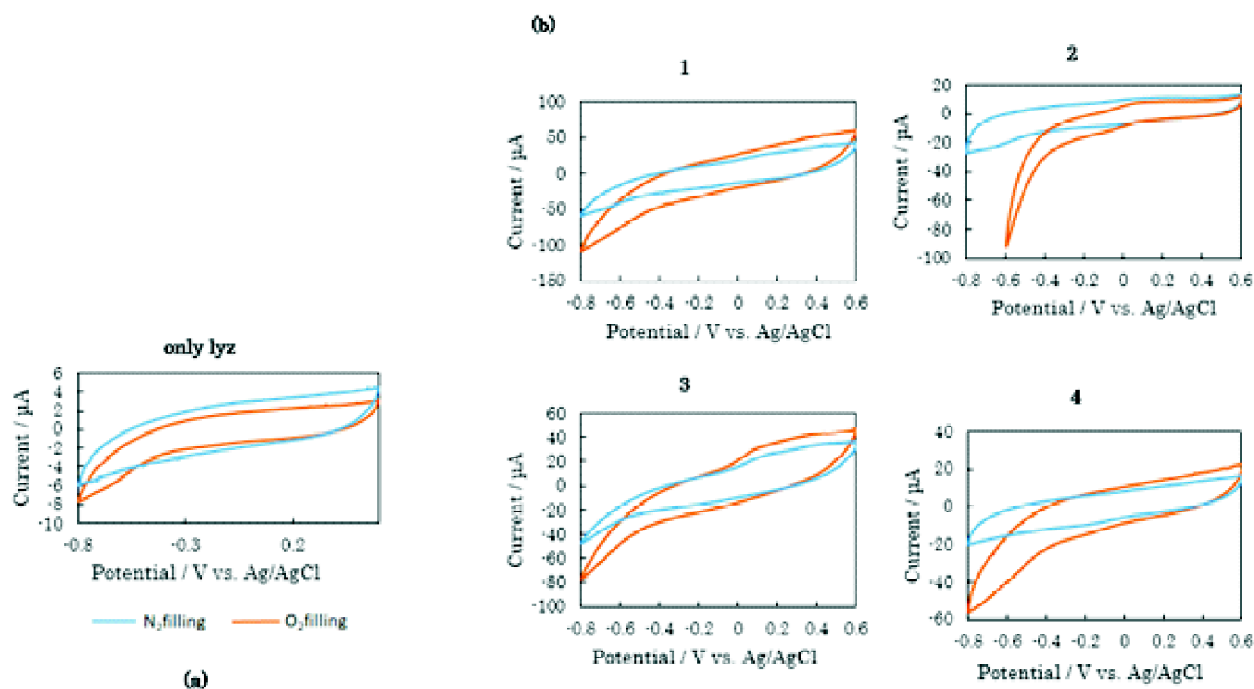 (b)
1
100
50
0
-50
-100
-150
Current / µA
-0.8 -0.6 -0.4 -0.2 0 0.2 0.4 0.6
Potential / V vs. Ag/AgCl
2
20
0
-20
-40
-60
-80
-100
Current / µA
-0.8 -0.6 -0.4 -0.2 0 0.2 0.4 0.6
Potential / V vs. Ag/AgCl
only lyz
6
4
2
0
-2
-4
-6
-8
-10
Current / µA
-0.8 -0.3 0.2
Potential / V vs. Ag/AgCl
N₂filling O₂filling
(a)
3
60
40
20
0
-20
-40
-60
-80
-100
Current / µA
-0.8 -0.6 -0.4 -0.2 0 0.2 0.4 0.6
Potential / V vs. Ag/AgCl
4
40
20
0
-20
-40
-60
Current / µA
-0.8 -0.6 -0.4 -0.2 0 0.2 0.4 0.6
Potential / V vs. Ag/AgCl